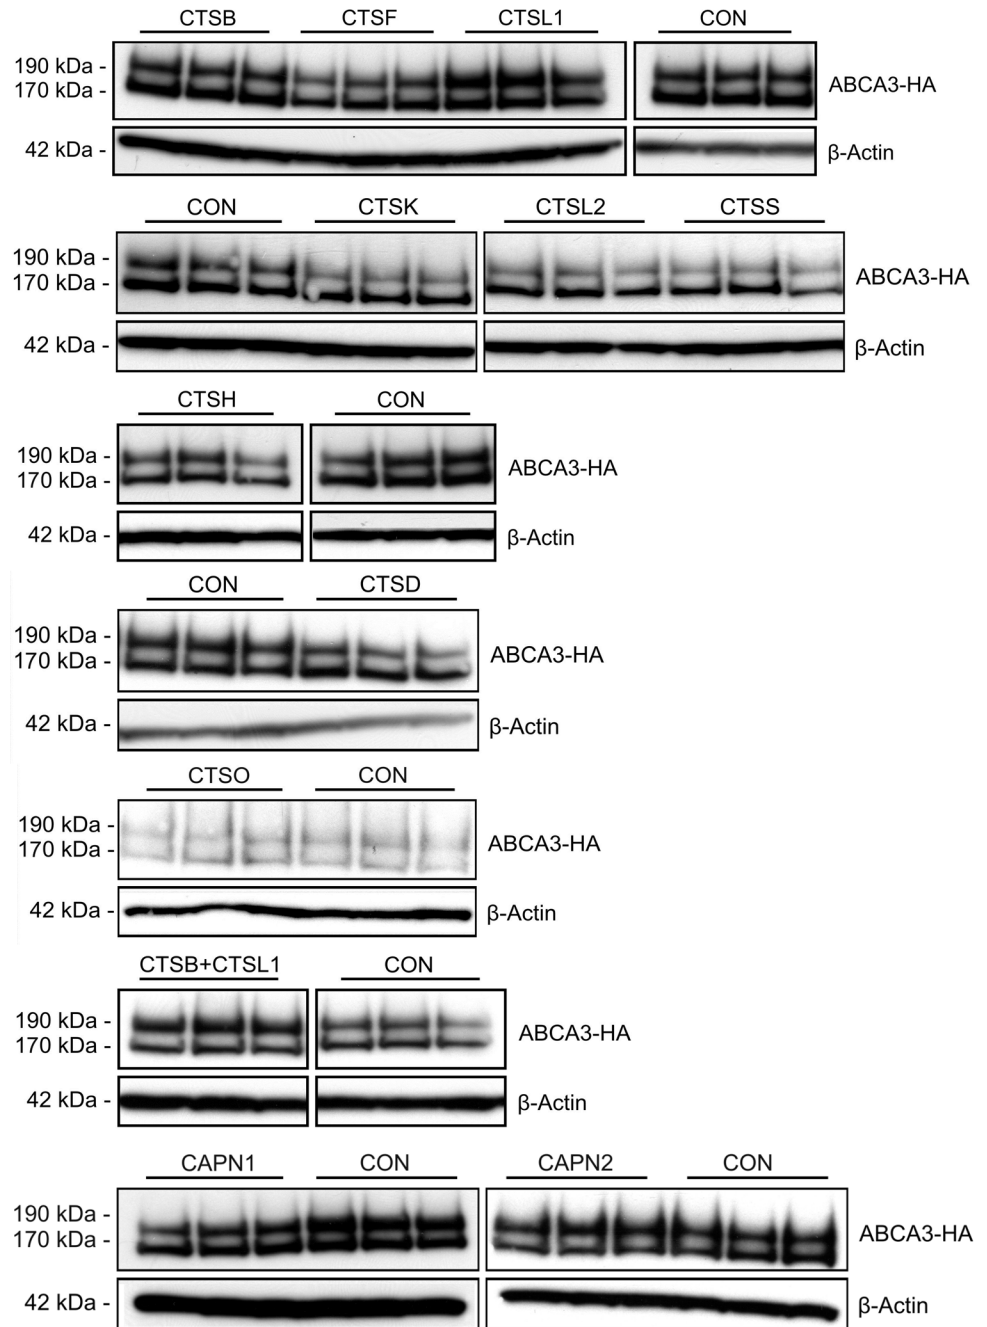 CTSB CTSF CTSL1 CON
190 kDa -
170 kDa -
ABCA3-HA
42 kDa -
β-Actin
CON CTSK CTSL2 CTSS
190 kDa -
170 kDa -
ABCA3-HA
42 kDa -
β-Actin
CTSH CON
190 kDa -
170 kDa -
ABCA3-HA
42 kDa -
β-Actin
CON CTSD
190 kDa -
170 kDa -
ABCA3-HA
42 kDa -
β-Actin
CTSO CON
190 kDa -
170 kDa -
ABCA3-HA
42 kDa -
β-Actin
CTSB+CTSL1 CON
190 kDa -
170 kDa -
ABCA3-HA
42 kDa -
β-Actin
CAPN1 CON CAPN2 CON
190 kDa -
170 kDa -
ABCA3-HA
42 kDa -
β-Actin